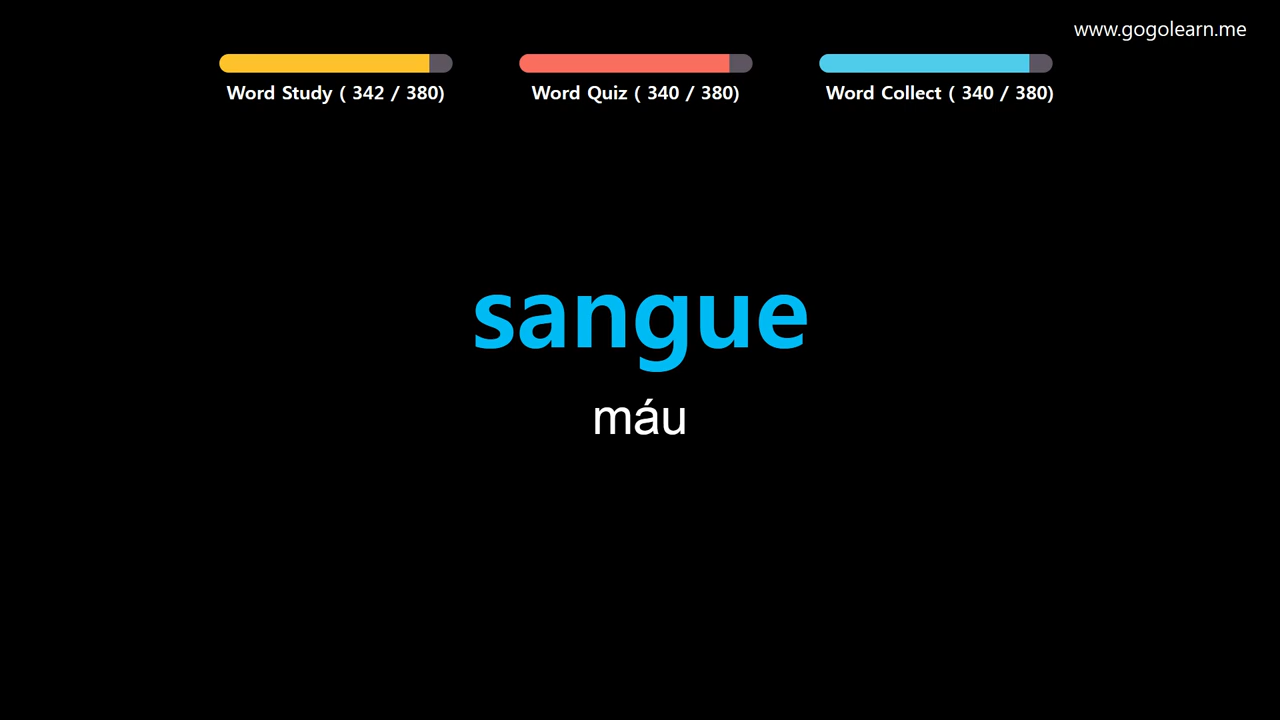 www.gogolearn.me
Word Study ( 342 / 380)
Word Quiz ( 340 / 380)
Word Collect ( 340 / 380)
sangue
máu